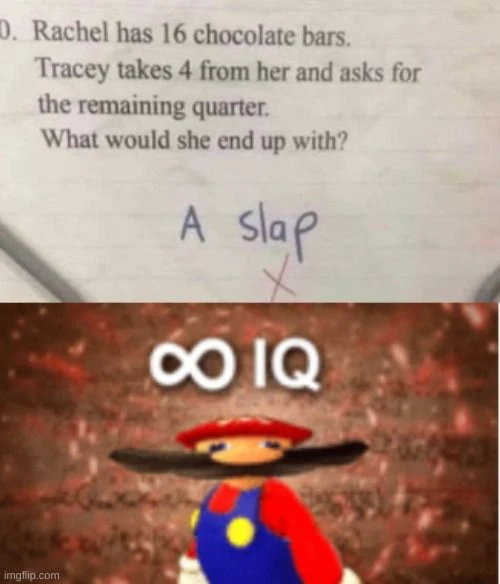 0. Rachel has 16 chocolate bars.
Tracey takes 4 from her and asks for
the remaining quarter.
What would she end up with?
A slap
∞ IQ
imgflip.com